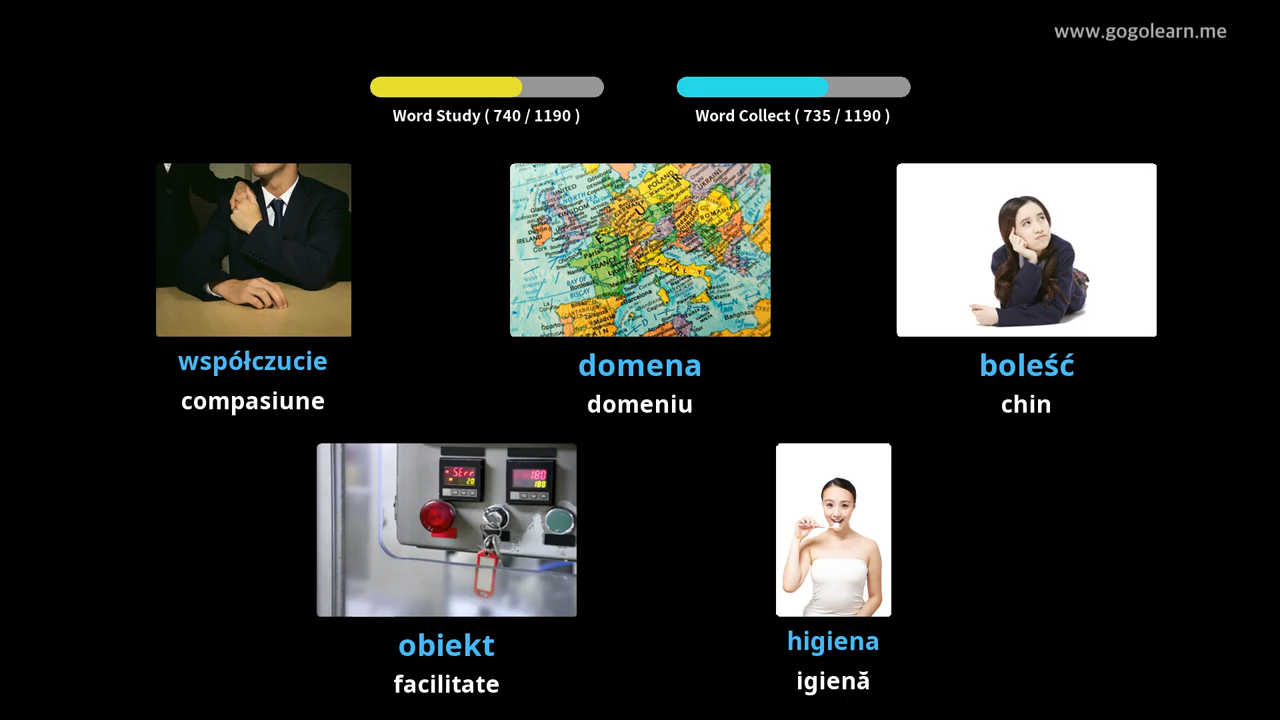 www.gogolearn.me
Word Study ( 740 / 1190 )
Word Collect ( 735 / 1190 )
współczucie
compasiune
domena
domeniu
boleść
chin
obiekt
facilitate
higiena
igienă